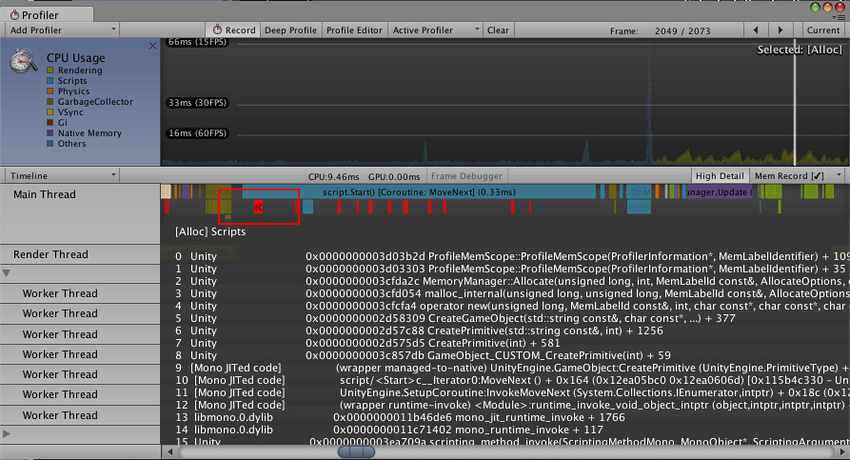 Profiler
Add Profiler
Record
Deep Profile
Profile Editor
Active Profiler
Clear
Frame: 2049 / 2073
Current
CPU Usage
Rendering
Scripts
Physics
GarbageCollector
VSync
Gi
Native Memory
Others
66ms (15FPS)
33ms (30FPS)
16ms (60FPS)
Selected: [Alloc]
Timeline
CPU:9.46ms GPU:0.00ms
Frame Debugger
High Detail
Mem Record [✓]
Main Thread
script.Start() [Coroutine: MoveNext] (0.33ms)
anager.Update (
[Alloc] Scripts
Render Thread
Worker Thread
Worker Thread
Worker Thread
Worker Thread
Worker Thread
Worker Thread
Worker Thread
0 Unity 0x0000000003d03b2d ProfileMemScope::ProfileMemScope(ProfilerInformation*, MemLabelIdentifier) + 109
1 Unity 0x0000000003d03303 ProfileMemScope::ProfileMemScope(ProfilerInformation*, MemLabelIdentifier) + 35
2 Unity 0x0000000003cfda2c MemoryManager::Allocate(unsigned long, int, MemLabelId const&, AllocateOptions,
3 Unity 0x0000000003cfd054 malloc_internal(unsigned long, unsigned long, MemLabelId const&, AllocateOptions
4 Unity 0x0000000003cfcfa4 operator new(unsigned long, MemLabelId const&, int, char const*, char const*, int
5 Unity 0x0000000002d58309 CreateGameObject(std::string const&, char const*, ...) + 377
6 Unity 0x0000000002d57c88 CreatePrimitive(std::string const&, int) + 1256
7 Unity 0x0000000002d575d5 CreatePrimitive(int) + 581
8 Unity 0x0000000003c857db GameObject_CUSTOM_CreatePrimitive(int) + 59
9 [Mono JITed code] (wrapper managed-to-native) UnityEngine.GameObject:CreatePrimitive (UnityEngine.PrimitiveType) +
10 [Mono JITed code] script/<Start>c__Iterator0:MoveNext () + 0x164 (0x12ea05bc0 0x12ea0606d) [0x115b4c330 - Un
11 [Mono JITed code] UnityEngine.SetupCoroutine:InvokeMoveNext (System.Collections.IEnumerator,intptr) + 0x18c (0x12
12 [Mono JITed code] (wrapper runtime-invoke) <Module>:runtime_invoke_void_object_intptr (object,intptr,intptr,intptr)
13 libmono.0.dylib 0x0000000011b46de6 mono_jit_runtime_invoke + 1766
14 libmono.0.dylib 0x0000000011c71402 mono_runtime_invoke + 117
15 Unity 0x0000000003ea709a scripting_method_invoke(ScriptingMethodMono, MonoObject*, ScriptingArgument